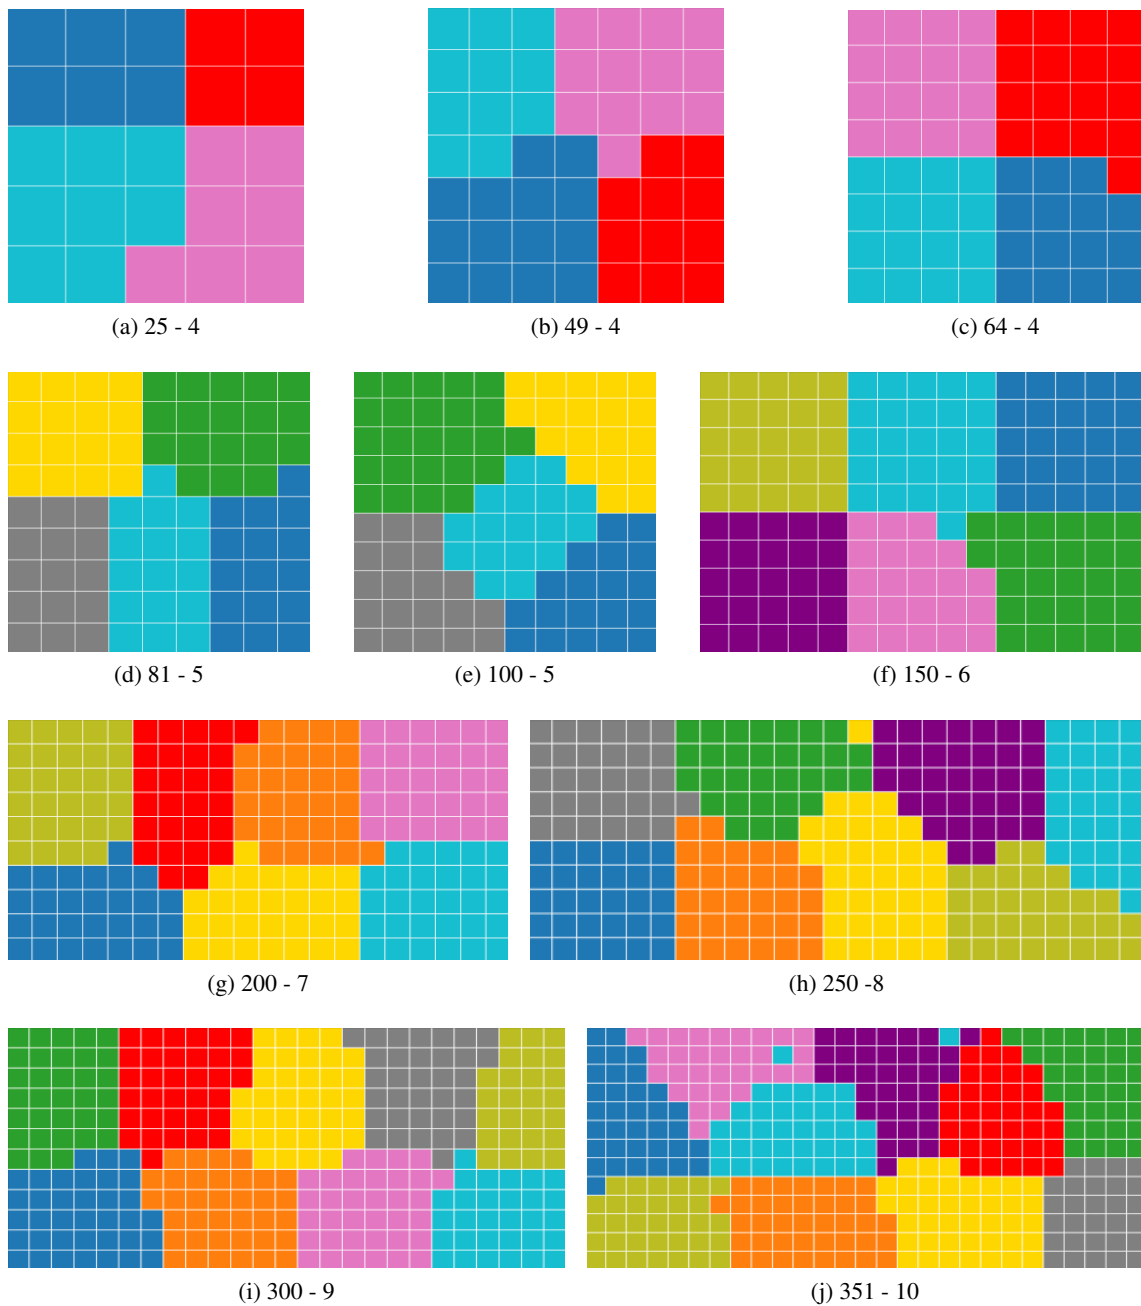 (a) 25 - 4
(b) 49 - 4
(c) 64 - 4
(d) 81 - 5
(e) 100 - 5
(f) 150 - 6
(g) 200 - 7
(h) 250 -8
(i) 300 - 9
(j) 351 - 10